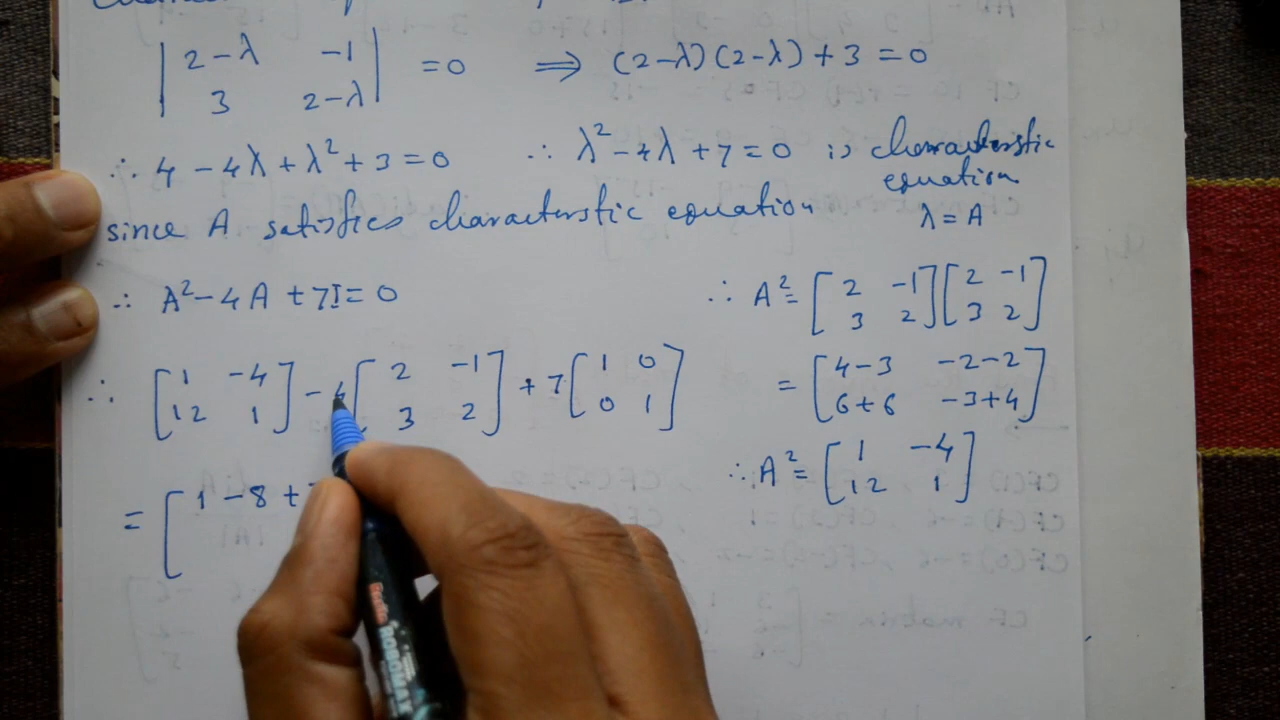 | 2-λ -1 | = 0 ⇒ (2-λ)(2-λ) + 3 = 0
| 3 2-λ |
∴ 4 - 4λ + λ² + 3 = 0 ∴ λ² - 4λ + 7 = 0 is characterstic
equation
since A satisfies characterstic equation λ = A
∴ A² - 4A + 7I = 0
∴ [ 1 -4 ] - 4 [ 2 -1 ] + 7 [ 1 0 ]
[ 12 1 ] [ 3 2 ] [ 0 1 ]
= [ 1 - 8 +
∴ A² = [ 2 -1 ] [ 2 -1 ]
[ 3 2 ] [ 3 2 ]
= [ 4-3 -2-2 ]
[ 6+6 -3+4 ]
∴ A² = [ 1 -4 ]
[ 12 1 ]